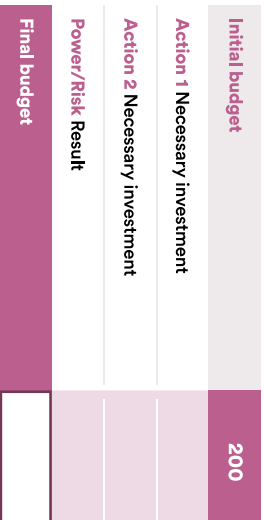 Initial budget
200
Action 1 Necessary investment
Action 2 Necessary investment
Power/Risk Result
Final budget